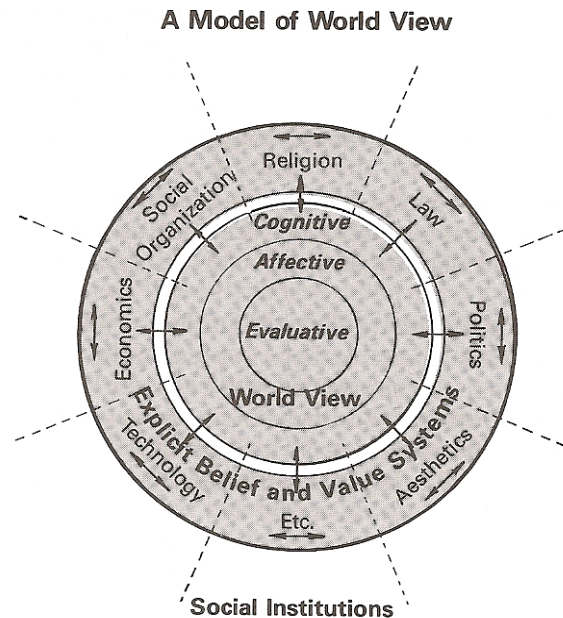 A Model of World View
Religion
Social
Organization
Law
Cognitive
Affective
Economics
Evaluative
Politics
World View
Explicit Belief and Value Systems
Technology
Aesthetics
Etc.
Social Institutions